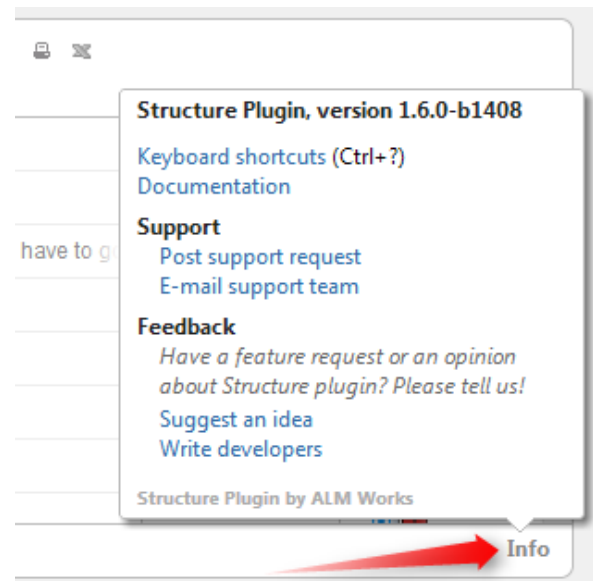 Structure Plugin, version 1.6.0-b1408
Keyboard shortcuts (Ctrl+?)
Documentation
Support
Post support request
have to
E-mail support team
Feedback
Have a feature request or an opinion
about Structure plugin? Please tell us!
Suggest an idea
Write developers
Structure Plugin by ALM Works
Info